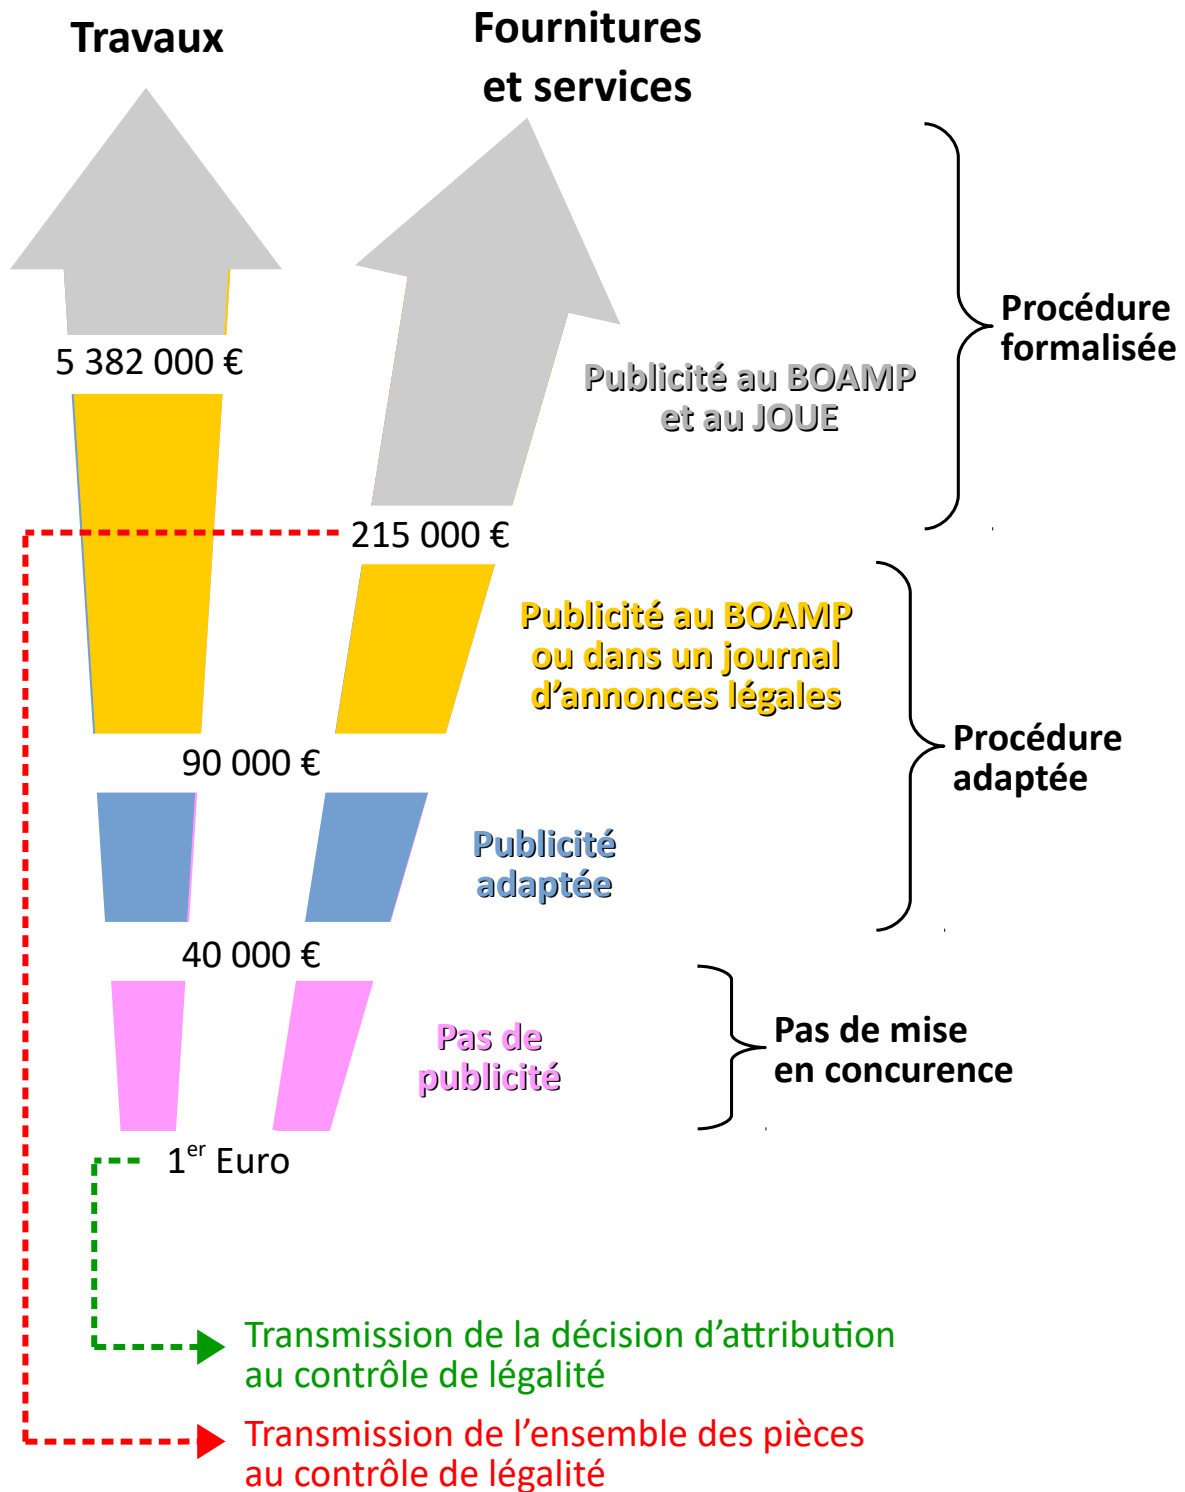 Travaux
Fournitures
et services
Procédure
formalisée
5 382 000 €
Publicité au BOAMP
et au JOUE
215 000 €
Publicité au BOAMP
ou dans un journal
d’annonces légales
Procédure
adaptée
90 000 €
Publicité
adaptée
40 000 €
Pas de
publicité
Pas de mise
en concurence
1er Euro
Transmission de la décision d’attribution
au contrôle de légalité
Transmission de l’ensemble des pièces
au contrôle de légalité